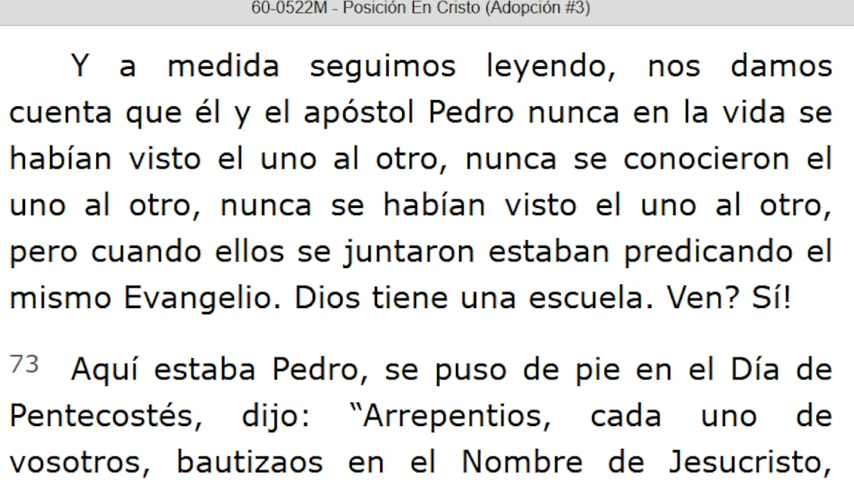 60-0522M - Posición En Cristo (Adopción #3)
Y a medida seguimos leyendo, nos damos
cuenta que él y el apóstol Pedro nunca en la vida se
habían visto el uno al otro, nunca se conocieron el
uno al otro, nunca se habían visto el uno al otro,
pero cuando ellos se juntaron estaban predicando el
mismo Evangelio. Dios tiene una escuela. Ven? Sí!
73 Aquí estaba Pedro, se puso de pie en el Día de
Pentecostés, dijo: “Arrepentios, cada uno de
vosotros, bautizaos en el Nombre de Jesucristo,